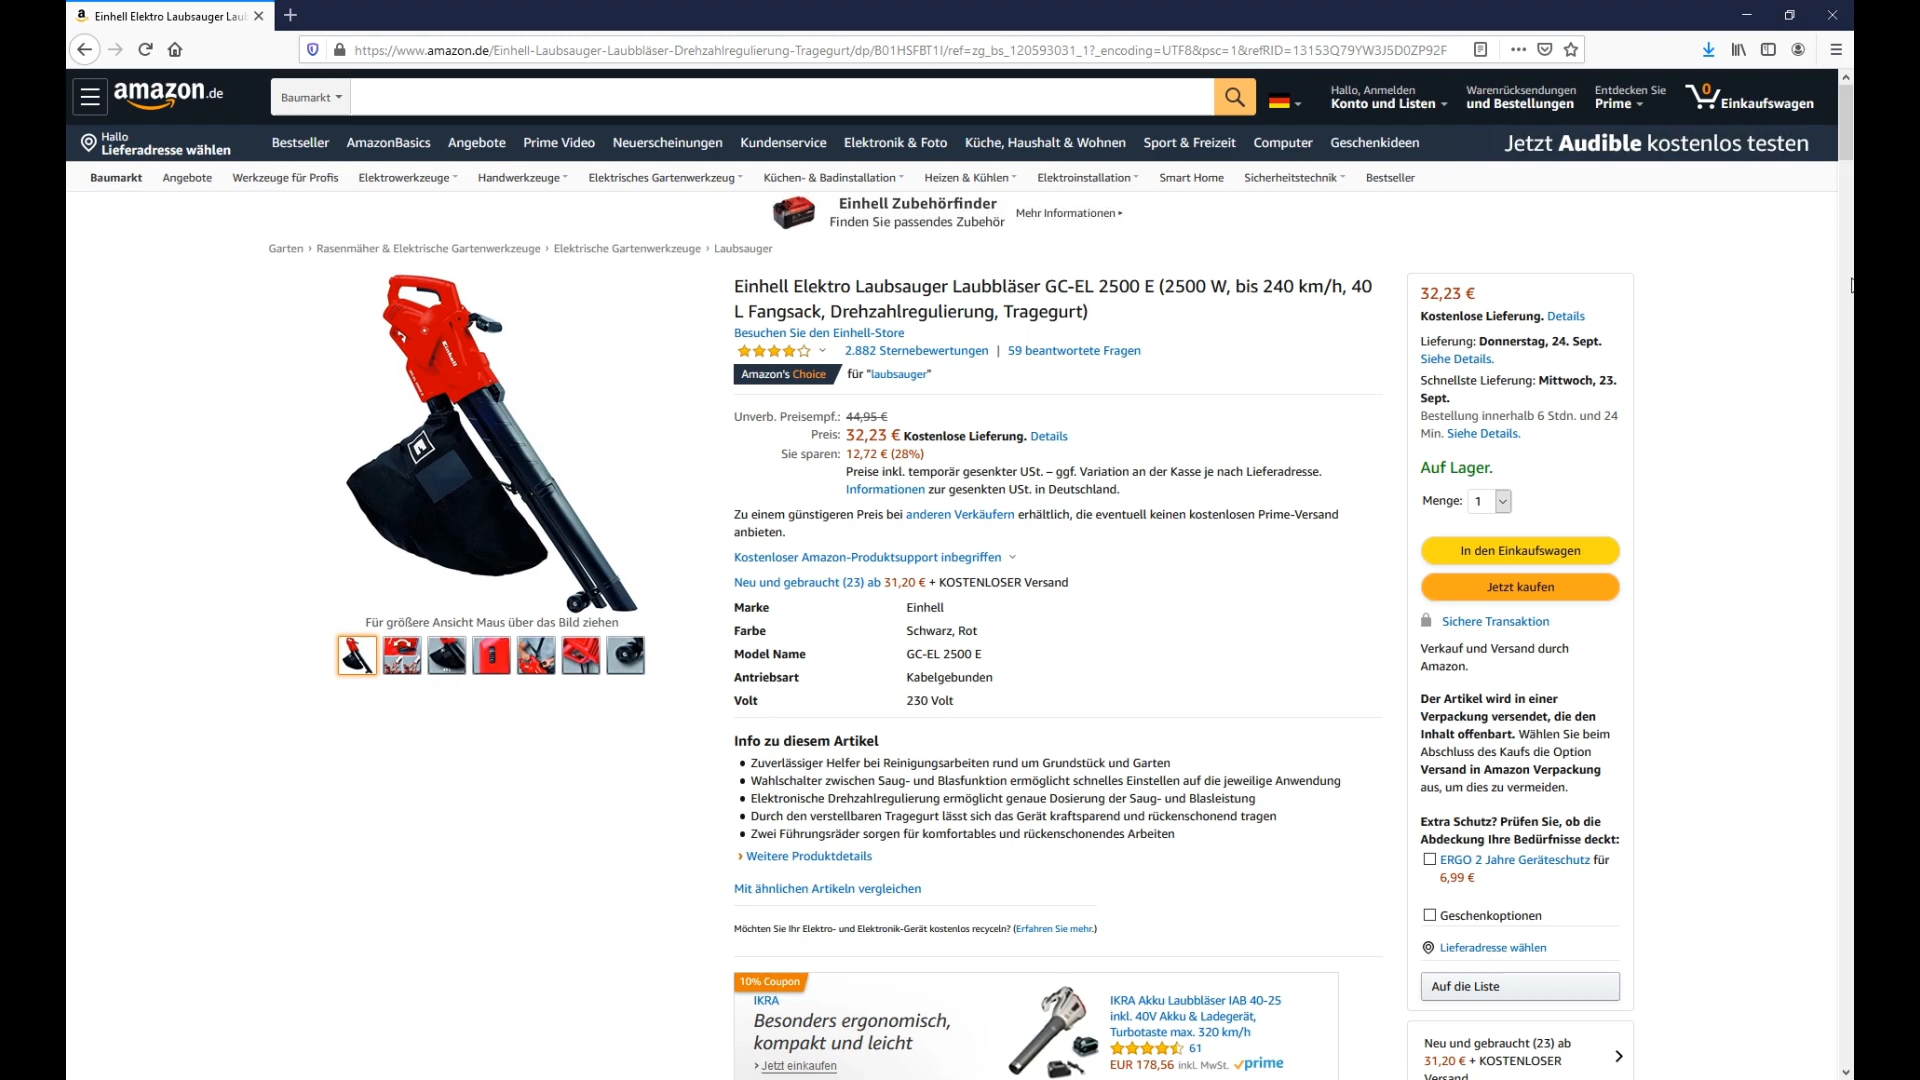 Einhell Elektro Laubsauger Lau
https://www.amazon.de/Einhell-Laubsauger-Laubbläser-Drehzahlregulierung-Tragegurt/dp/B01HSFBT1I/ref=zg_bs_120593031_1?_encoding=UTF8&psc=1&refRID=13153Q79YW3J5D0ZP92F
amazon.de
Baumarkt
Hallo, Anmelden
Konto und Listen
Warenrücksendungen
und Bestellungen
Entdecken Sie
Prime
0
Einkaufswagen
Hallo
Lieferadresse wählen
Bestseller AmazonBasics Angebote Prime Video Neuerscheinungen Kundenservice Elektronik & Foto Küche, Haushalt & Wohnen Sport & Freizeit Computer Geschenkideen
Jetzt Audible kostenlos testen
Baumarkt Angebote Werkzeuge für Profis Elektrowerkzeuge Handwerkzeuge Elektrisches Gartenwerkzeug Küchen- & Badinstallation Heizen & Kühlen Elektroinstallation Smart Home Sicherheitstechnik Bestseller
Einhell Zubehörfinder
Finden Sie passendes Zubehör
Mehr Informationen
Garten › Rasenmäher & Elektrische Gartenwerkzeuge › Elektrische Gartenwerkzeuge › Laubsauger
Einhell
Für größere Ansicht Maus über das Bild ziehen
Einhell Elektro Laubsauger Laubbläser GC-EL 2500 E (2500 W, bis 240 km/h, 40
L Fangsack, Drehzahlregulierung, Tragegurt)
Besuchen Sie den Einhell-Store
2.882 Sternebewertungen | 59 beantwortete Fragen
Amazon's Choice für "laubsauger"
Unverb. Preisempf.: 44,95 €
Preis: 32,23 € Kostenlose Lieferung. Details
Sie sparen: 12,72 € (28%)
Preise inkl. temporär gesenkter USt. – ggf. Variation an der Kasse je nach Lieferadresse.
Informationen zur gesenkten USt. in Deutschland.
Zu einem günstigeren Preis bei anderen Verkäufern erhältlich, die eventuell keinen kostenlosen Prime-Versand
anbieten.
Kostenloser Amazon-Produktsupport inbegriffen
Neu und gebraucht (23) ab 31,20 € + KOSTENLOSER Versand
Marke Einhell
Farbe Schwarz, Rot
Model Name GC-EL 2500 E
Antriebsart Kabelgebunden
Volt 230 Volt
Info zu diesem Artikel
• Zuverlässiger Helfer bei Reinigungsarbeiten rund um Grundstück und Garten
• Wahlschalter zwischen Saug- und Blasfunktion ermöglicht schnelles Einstellen auf die jeweilige Anwendung
• Elektronische Drehzahlregulierung ermöglicht genaue Dosierung der Saug- und Blasleistung
• Durch den verstellbaren Tragegurt lässt sich das Gerät kraftsparend und rückenschonend tragen
• Zwei Führungsräder sorgen für komfortables und rückenschonendes Arbeiten
› Weitere Produktdetails
Mit ähnlichen Artikeln vergleichen
Möchten Sie Ihr Elektro- und Elektronik-Gerät kostenlos recyceln? (Erfahren Sie mehr.)
10% Coupon
IKRA
Besonders ergonomisch,
kompakt und leicht
› Jetzt einkaufen
IKRA Akku Laubbläser IAB 40-25
inkl. 40V Akku & Ladegerät,
Turbotaste max. 320 km/h
61
EUR 178,56 inkl. MwSt. prime
32,23 €
Kostenlose Lieferung. Details
Lieferung: Donnerstag, 24. Sept.
Siehe Details.
Schnellste Lieferung: Mittwoch, 23.
Sept.
Bestellung innerhalb 6 Stdn. und 24
Min. Siehe Details.
Auf Lager.
Menge: 1
In den Einkaufswagen
Jetzt kaufen
Sichere Transaktion
Verkauf und Versand durch
Amazon.
Der Artikel wird in einer
Verpackung versendet, die den
Inhalt offenbart. Wählen Sie beim
Abschluss des Kaufs die Option
Versand in Amazon Verpackung
aus, um dies zu vermeiden.
Extra Schutz? Prüfen Sie, ob die
Abdeckung Ihre Bedürfnisse deckt:
ERGO 2 Jahre Geräteschutz für
6,99 €
Geschenkoptionen
Lieferadresse wählen
Auf die Liste
Neu und gebraucht (23) ab
31,20 € + KOSTENLOSER
Versand